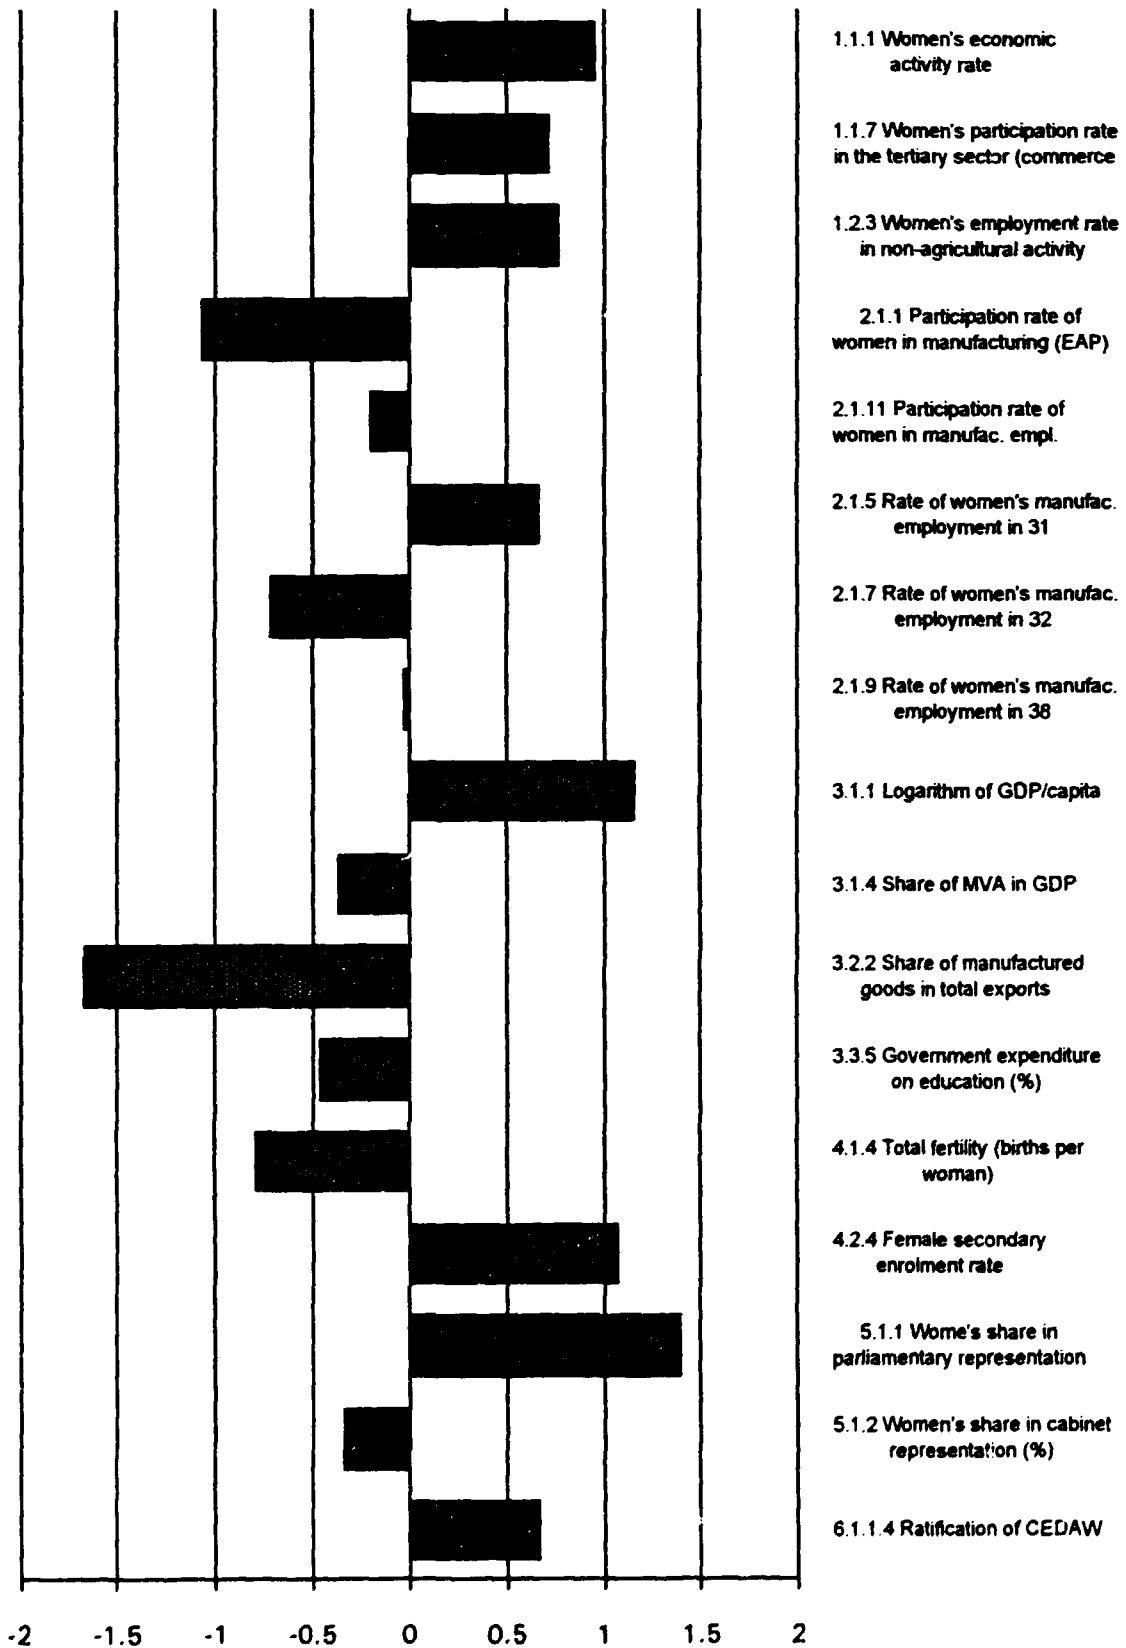 1.1.1 Women's economic
activity rate
1.1.7 Women's participation rate
in the tertiary sector (commerce
1.2.3 Women's employment rate
in non-agricultural activity
2.1.1 Participation rate of
women in manufacturing (EAP)
2.1.11 Participation rate of
women in manufac. empl.
2.1.5 Rate of women's manufac.
employment in 31
2.1.7 Rate of women's manufac.
employment in 32
2.1.9 Rate of women's manufac.
employment in 38
3.1.1 Logarithm of GDP/capita
3.1.4 Share of MVA in GDP
3.2.2 Share of manufactured
goods in total exports
3.3.5 Government expenditure
on education (%)
4.1.4 Total fertility (births per
woman)
4.2.4 Female secondary
enrolment rate
5.1.1 Wome's share in
parliamentary representation
5.1.2 Women's share in cabinet
representation (%)
6.1.1.4 Ratification of CEDAW
-2 -1.5 -1 -0.5 0 0.5 1 1.5 2